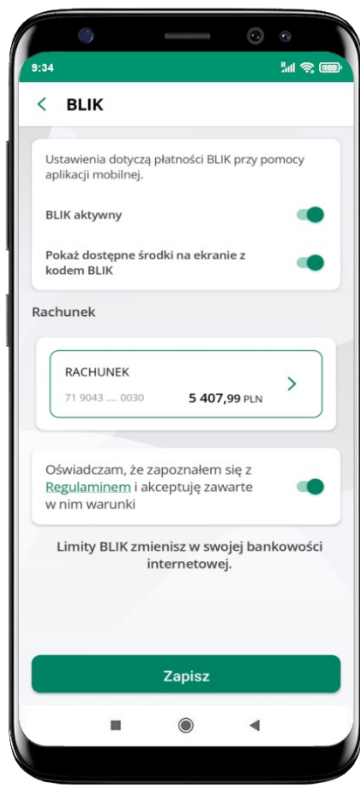 9:34
R
100
BLIK
Ustawienia dotyczą płatności BLIK przy pomocy
aplikacji mobilnej.
BLIK aktywny
Pokaż dostępne środki na ekranie z
kodem BLIK
Rachunek
RACHUNEK
71 9043 .... 0030 5 407,99 PLN
Oświadczam, że zapoznałem się z
Regulaminem i akceptuję zawarte
w nim warunki
Limity BLIK zmienisz w swojej bankowości
internetowej.
Zapisz